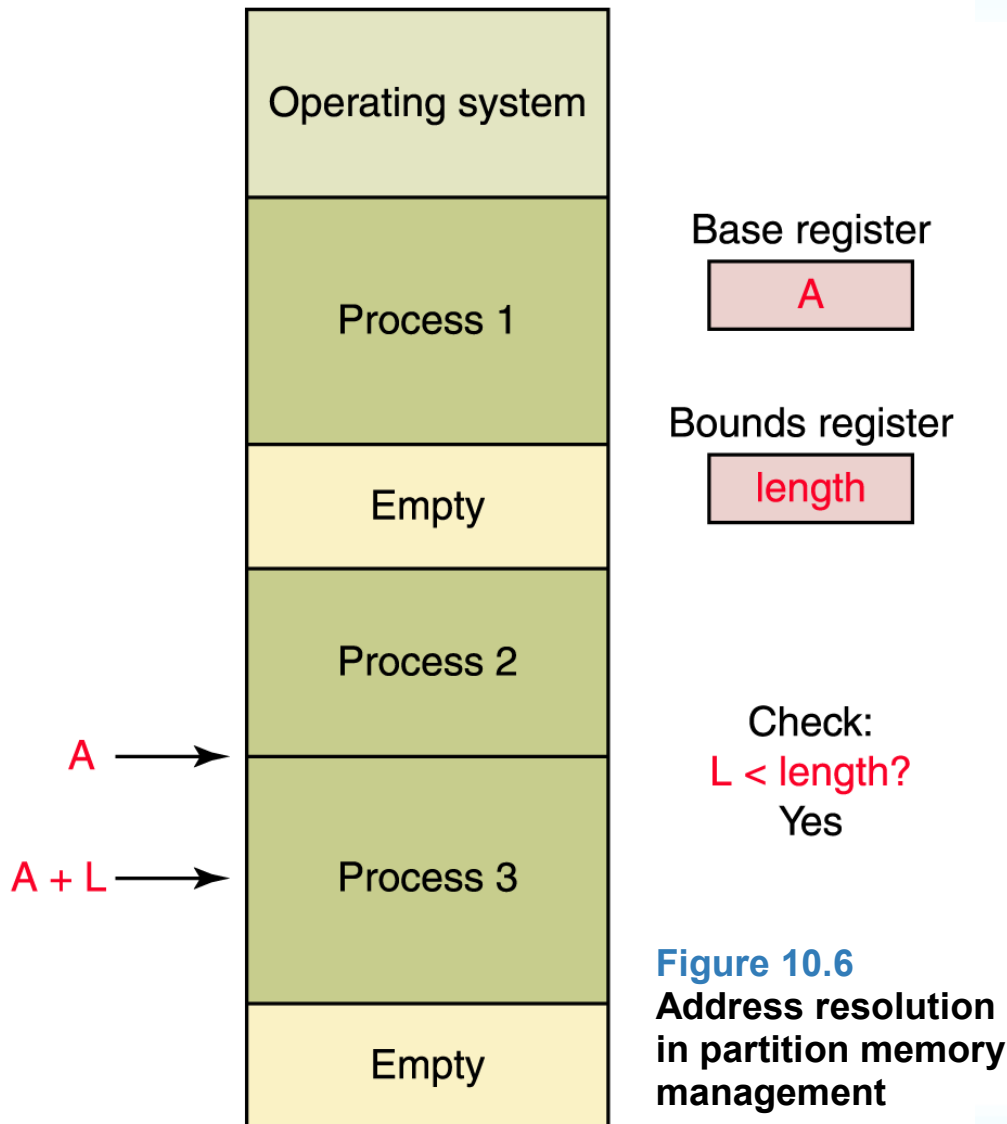 Operating system
Process 1
Empty
Process 2
Process 3
Empty
A
A + L
Base register
A
Bounds register
length
Check:
L < length?
Yes
Figure 10.6
Address resolution
in partition memory
management